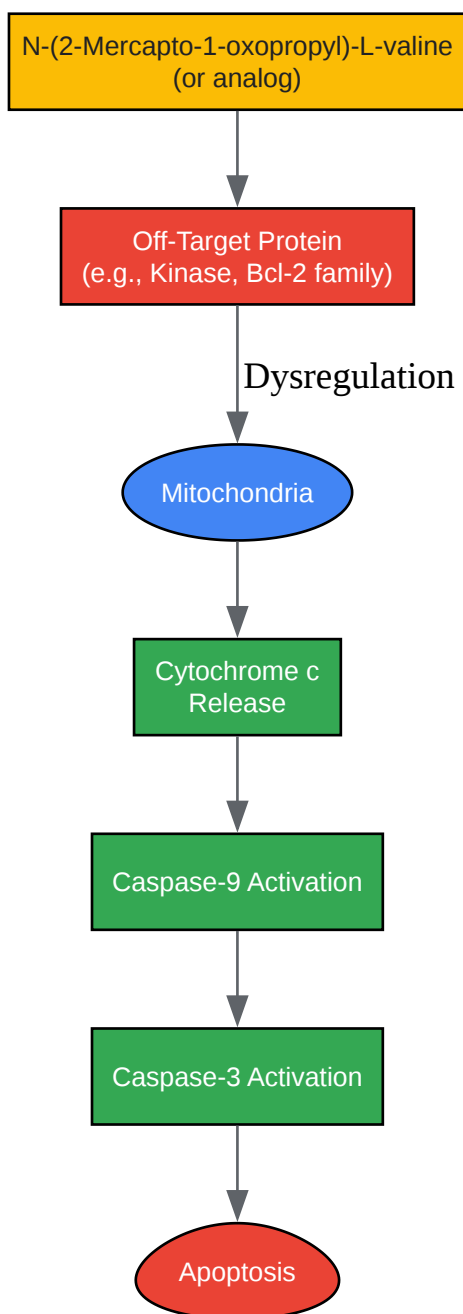 N-(2-Mercapto-1-oxopropyl)-L-valine
(or analog)
Off-Target Protein
(e.g., Kinase, Bcl-2 family)
Dysregulation
Mitochondria
Cytochrome c
Release
Caspase-9 Activation
Caspase-3 Activation
Apoptosis